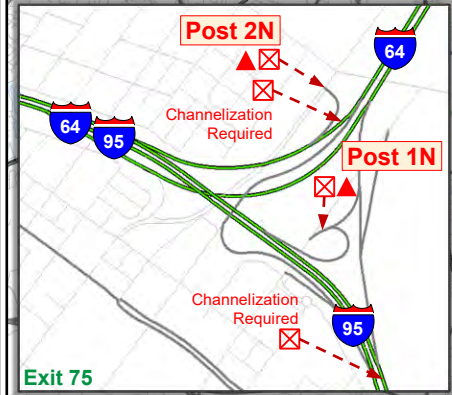 Post 2N
64
Channelization
Required
64
95
Post 1N
Channelization
Required
95
Exit 75